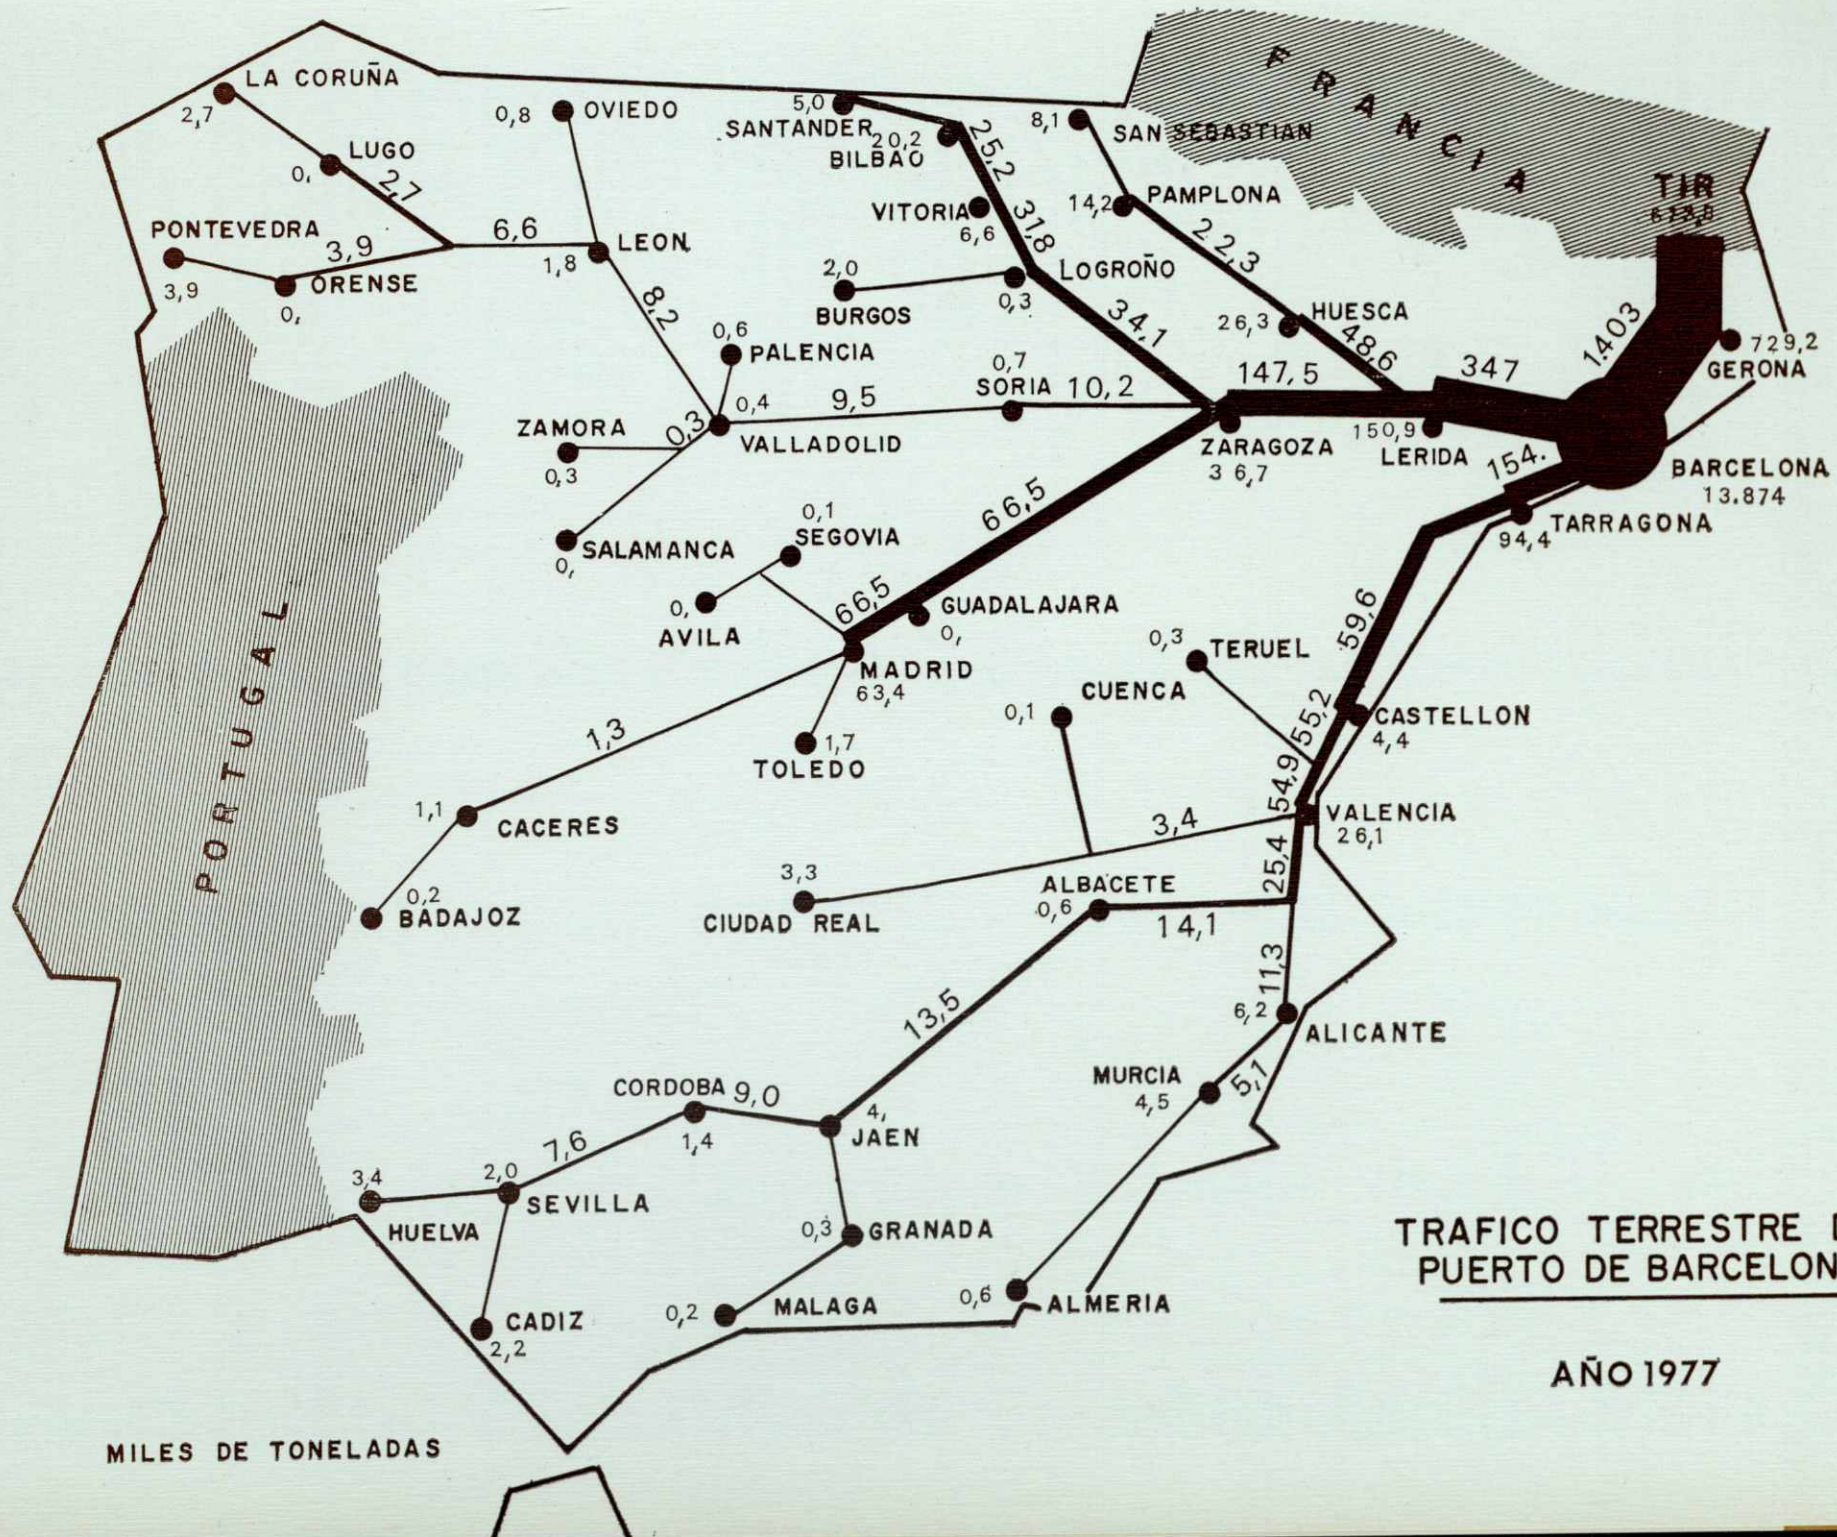 FRANCIA
LA CORUÑA
2,7
0,8
OVIEDO
5,0
SANTANDER
20,2
BILBAO
25,2
8,1
SAN SEBASTIAN
LUGO
0,
2,7
VITORIA
6,6
31,8
14,2
PAMPLONA
22,3
TIR
PONTEVEDRA
3,9
3,9
ORENSE
0,
6,6
LEON
1,8
8,2
2,0
BURGOS
LOGROÑO
0,3
34,1
26,3
HUESCA
48,6
1.403
729,2
GERONA
0,6
PALENCIA
0,7
SORIA
10,2
147,5
347
ZAMORA
0,3
0,3
0,4
VALLADOLID
9,5
ZARAGOZA
36,7
150,9
LERIDA
154.
BARCELONA
13.874
SALAMANCA
0,
0,1
SEGOVIA
66,5
94,4
TARRAGONA
0,
AVILA
66,5
GUADALAJARA
0,
MADRID
63,4
59,6
0,3
TERUEL
PORTUGAL
1,3
1,7
TOLEDO
CUENCA
0,1
55,2
CASTELLON
4,4
1,1
CACERES
54,9
VALENCIA
26,1
3,4
0,2
BADAJOZ
3,3
CIUDAD REAL
ALBACETE
0,6
14,1
25,4
13,5
11,3
6,2
ALICANTE
MURCIA
4,5
5,1
CORDOBA
9,0
1,4
4,
JAEN
7,6
3,4
HUELVA
2,0
SEVILLA
0,3
GRANADA
CADIZ
2,2
0,2
MALAGA
0,6
ALMERIA
TRAFICO TERRESTRE
PUERTO DE BARCELON
AÑO 1977
MILES DE TONELADAS